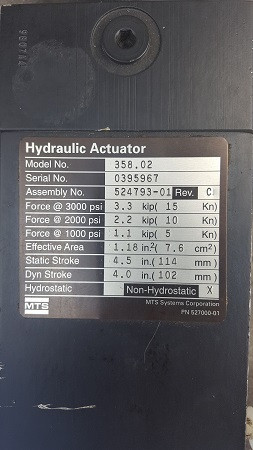 Hydraulic Actuator
Model No. 358.02
Serial No. 0395967
Assembly No. 524793-01 Rev. C
Force @ 3000 psi 3.3 kip( 15 Kn)
Force @ 2000 psi 2.2 kip( 10 Kn)
Force @ 1000 psi 1.1 kip( 5 Kn)
Effective Area 1.18 in²( 7.6 cm²)
Static Stroke 4.5 in.( 114 mm )
Dyn Stroke 4.0 in.( 102 mm )
Hydrostatic Non-Hydrostatic X
MTS MTS Systems Corporation
PN 527000-01